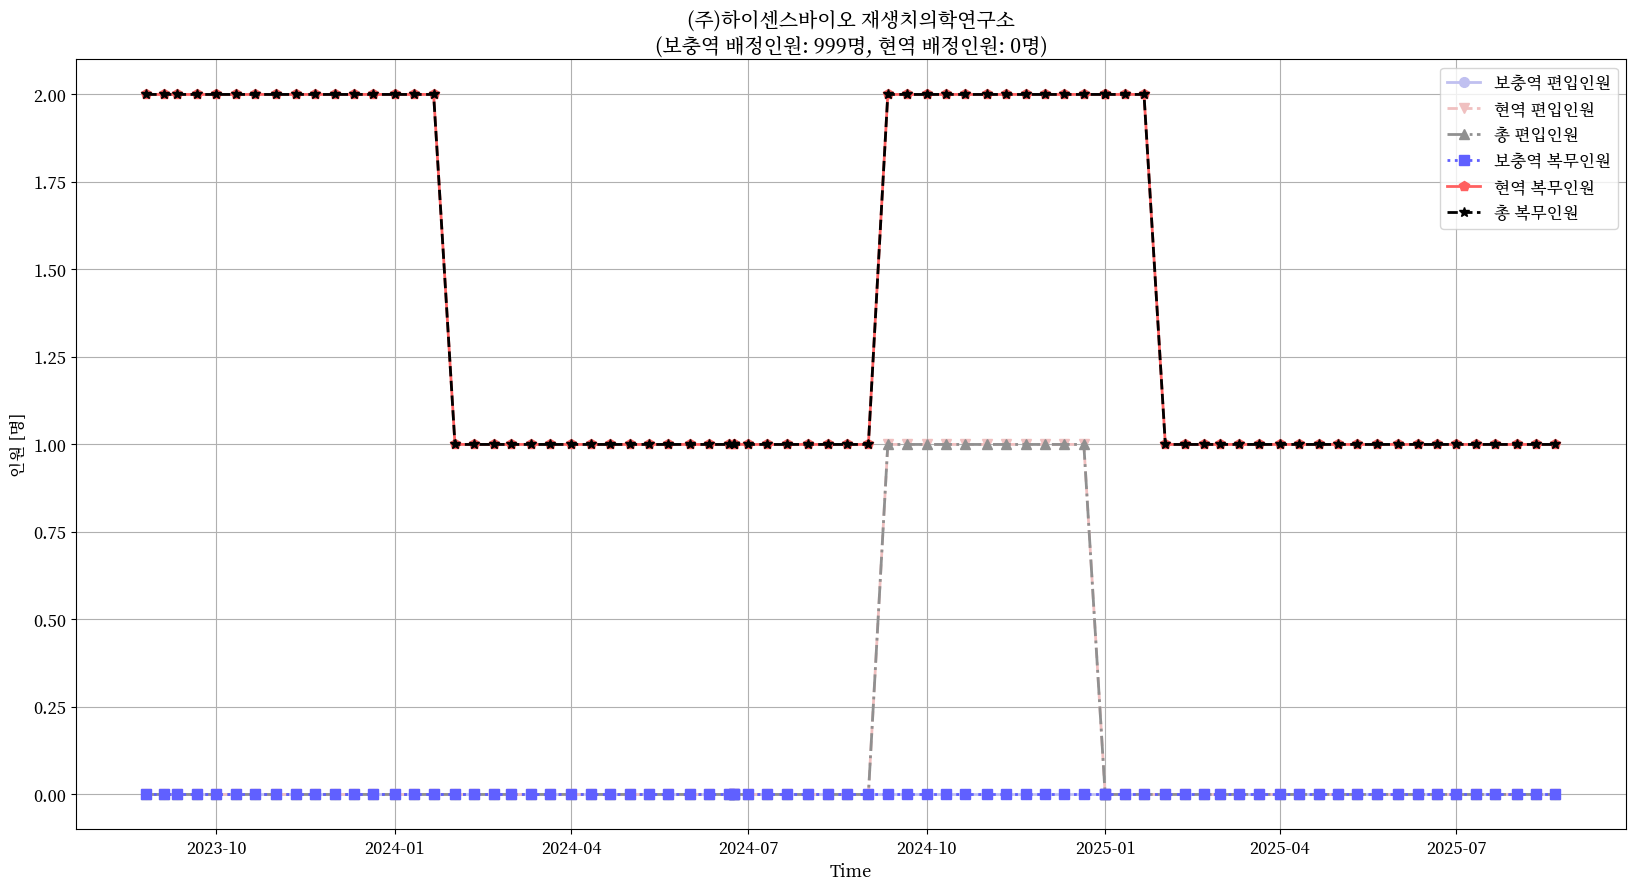 (주)하이센스바이오 재생치의학연구소
(보충역 배정인원: 999명, 현역 배정인원: 0명)
보충역 편입인원
현역 편입인원
총 편입인원
보충역 복무인원
현역 복무인원
총 복무인원
인원 [명]
2.00
1.75
1.50
1.25
1.00
0.75
0.50
0.25
0.00
2023-10
2024-01
2024-04
2024-07
2024-10
2025-01
2025-04
2025-07
Time